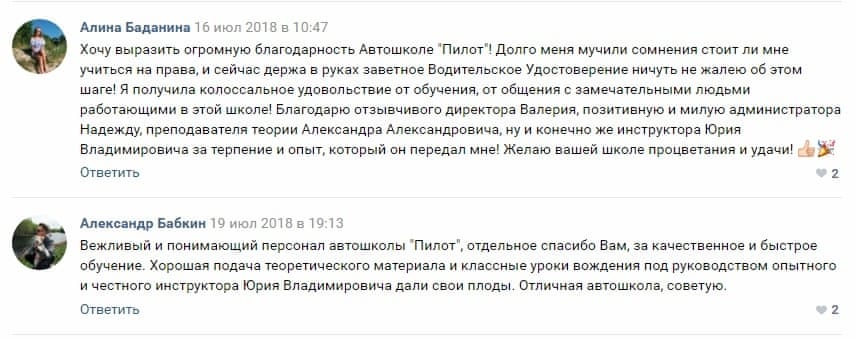 Алина Баданина 16 июл 2018 в 10:47
Хочу выразить огромную благодарность Автошколе "Пилот"! Долго меня мучили сомнения стоит ли мне
учиться на права, и сейчас держа в руках заветное Водительское Удостоверение ничуть не жалею об этом
шаге! Я получила колоссальное удовольствие от обучения, от общения с замечательными людьми
работающими в этой школе! Благодарю отзывчивого директора Валерия, позитивную и милую администратора
Надежду, преподавателя теории Александра Александровича, ну и конечно же инструктора Юрия
Владимировича за терпение и опыт, который он передал мне! Желаю вашей школе процветания и удачи! 👍🏻🎉
Ответить
2
Александр Бабкин 19 июл 2018 в 19:13
Вежливый и понимающий персонал автошколы "Пилот", отдельное спасибо Вам, за качественное и быстрое
обучение. Хорошая подача теоретического материала и классные уроки вождения под руководством опытного
и честного инструктора Юрия Владимировича дали свои плоды. Отличная автошкола, советую.
Ответить
2